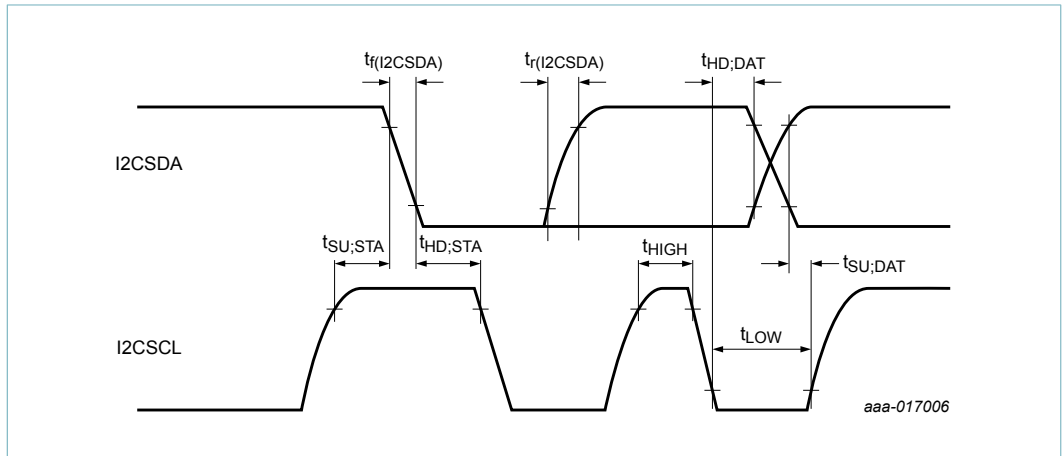 tf(I2CSDA)
tr(I2CSDA)
tHD;DAT
I2CSDA
tSU;STA
tHD;STA
tHIGH
tSU;DAT
I2CSCL
tLOW
aaa-017006